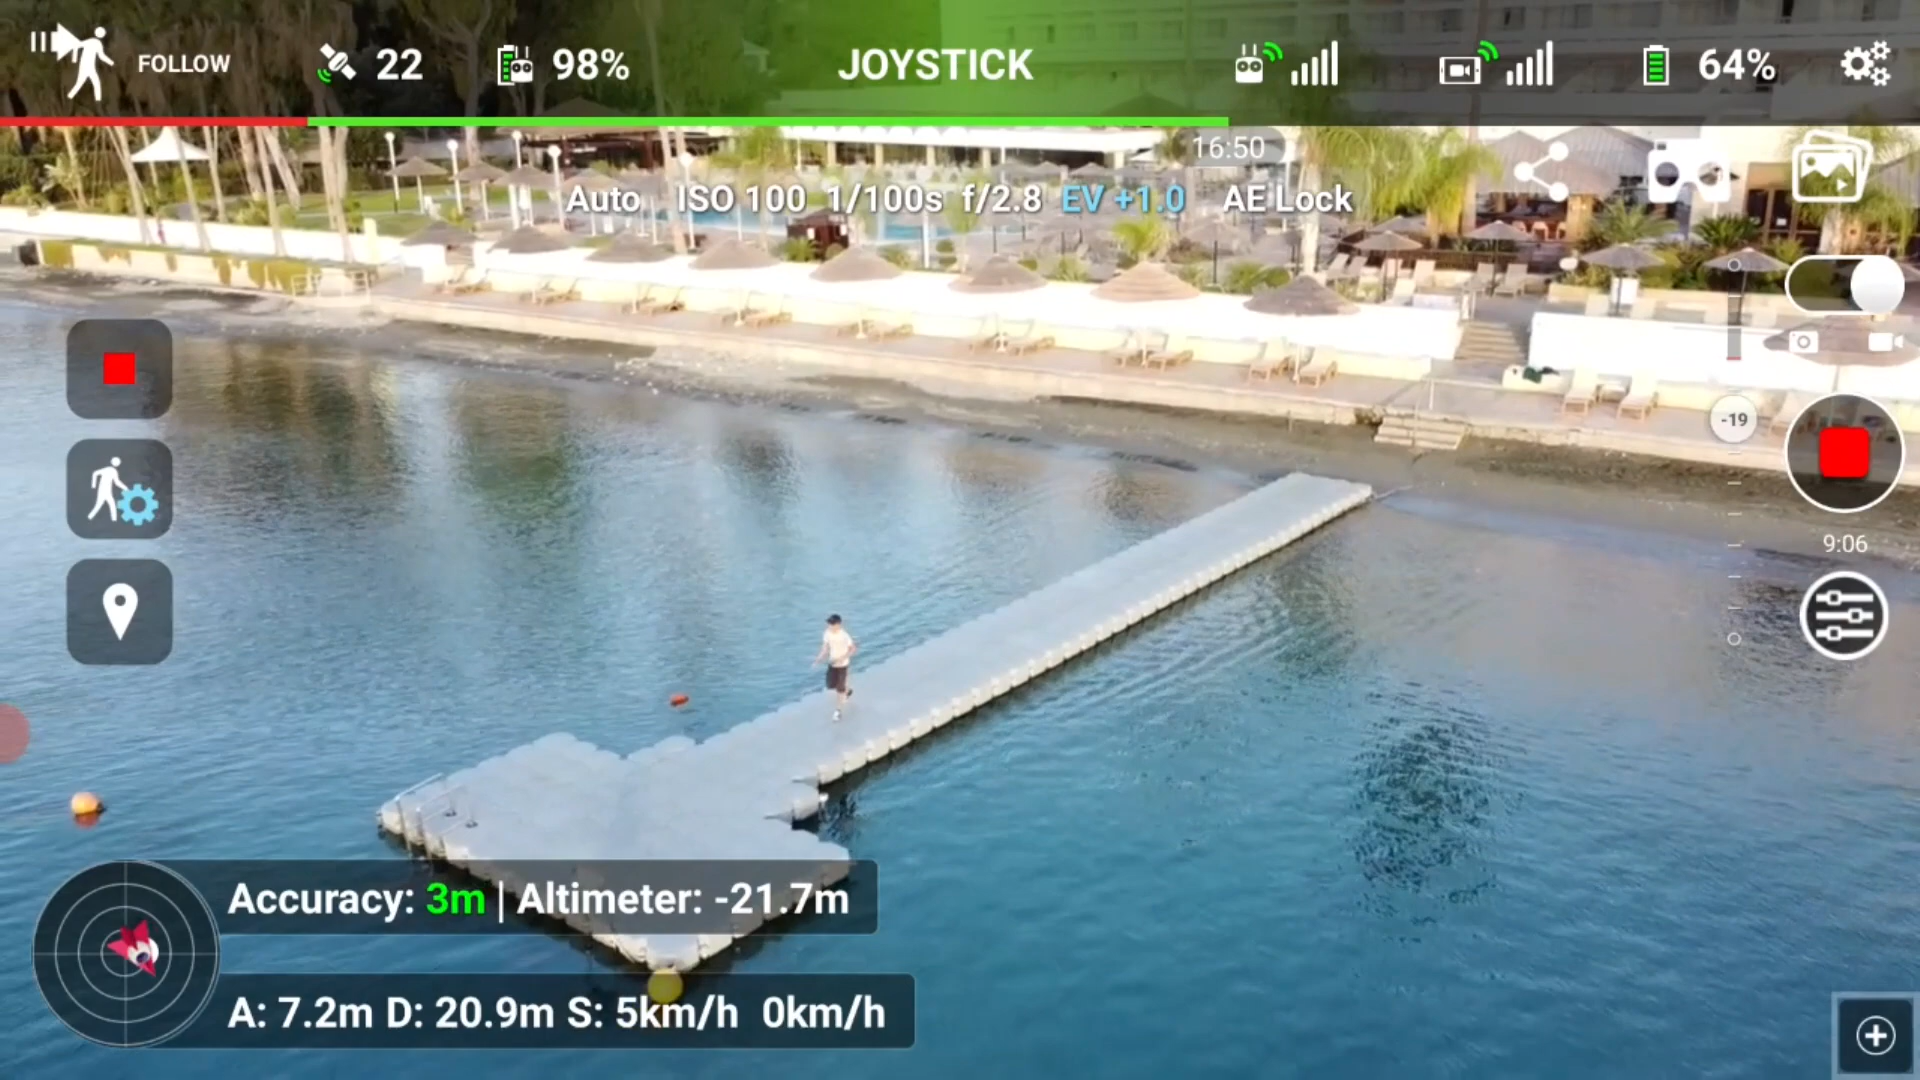 FOLLOW 22 98% JOYSTICK 64%
16:50
Auto ISO 100 1/100s f/2.8 EV +1.0 AE Lock
-19
9:06
Accuracy: 3m | Altimeter: -21.7m
A: 7.2m D: 20.9m S: 5km/h 0km/h